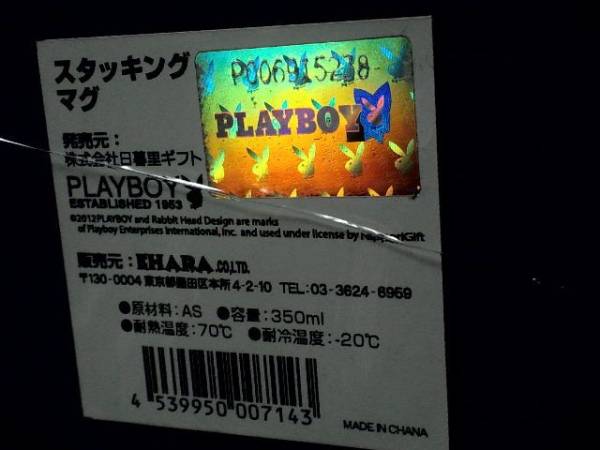 スタッキング
マグ
P006915238
PLAYBOY
発売元：
株式会社日暮里ギフト
PLAYBOY
ESTABLISHED 1953
©2012 PLAYBOY and Rabbit Head Design are marks
of Playboy Enterprises International, Inc. and used under license by NipporiGift
販売元：EHARA CO.,LTD.
〒130-0004 東京都墨田区本所4-2-10 TEL:03-3624-6959
●原材料：AS ●容量：350ml
●耐熱温度：70℃ ●耐冷温度：-20℃
4 539950 007143
MADE IN CHANA